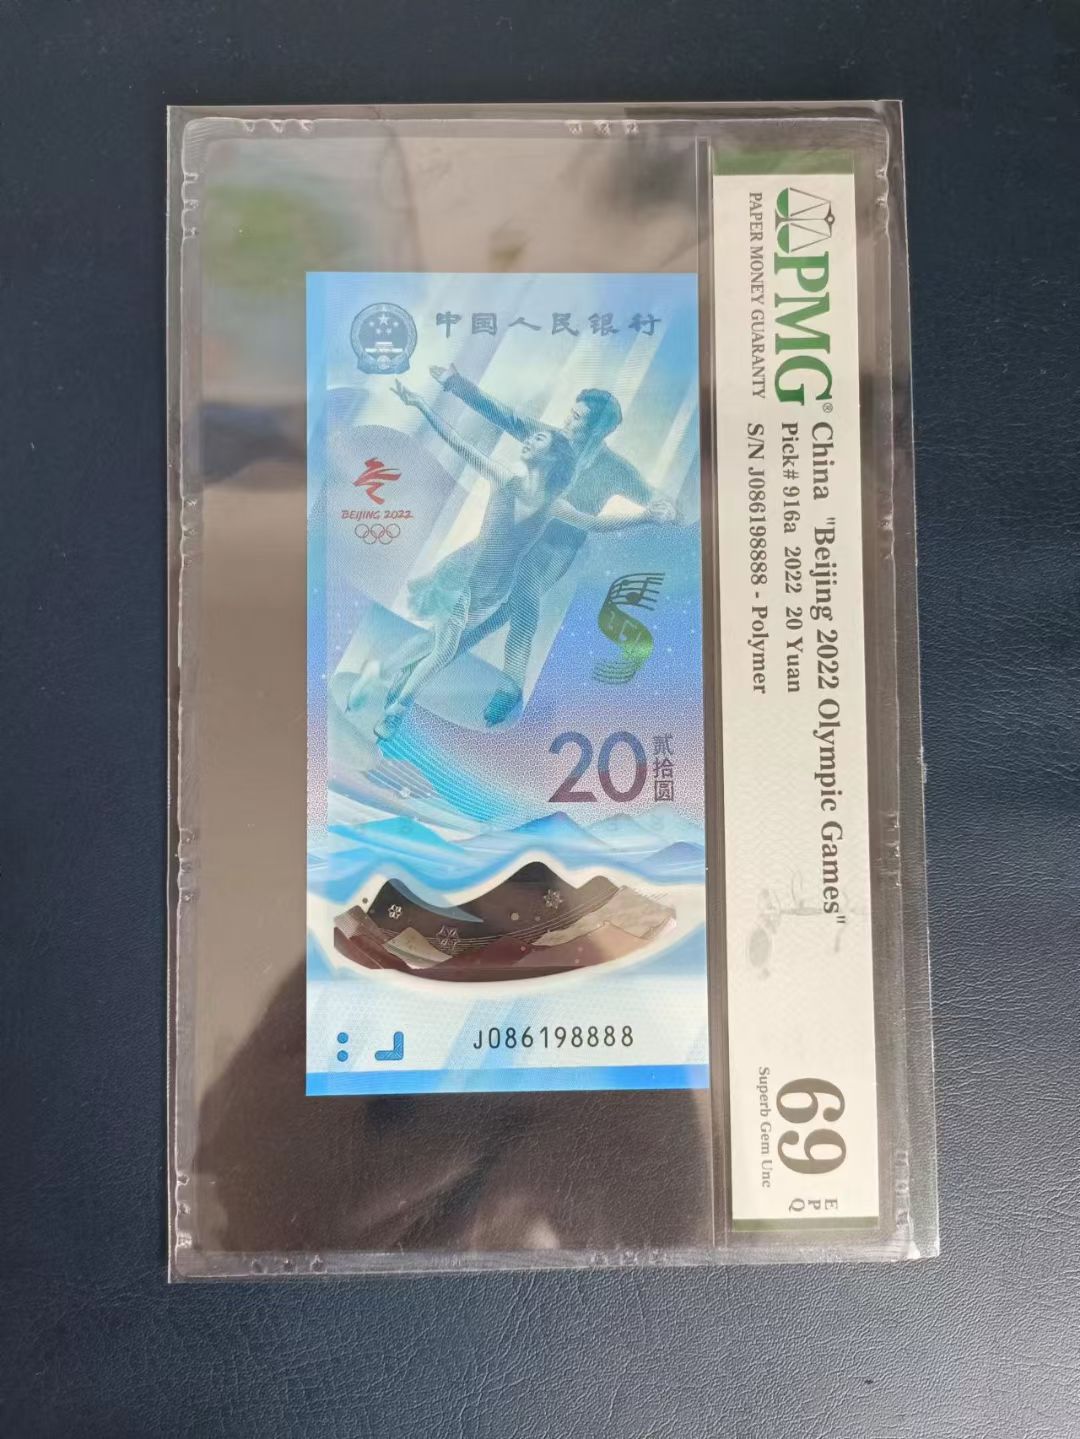 中国人民银行
BEIJING 2022
20
贰拾圆
J086198888
PMG®
PAPER MONEY GUARANTY
China "Beijing 2022 Olympic Games"
Pick# 916a 2022 20 Yuan
S/N J086198888 - Polymer
69
EPQ
Superb Gem Unc